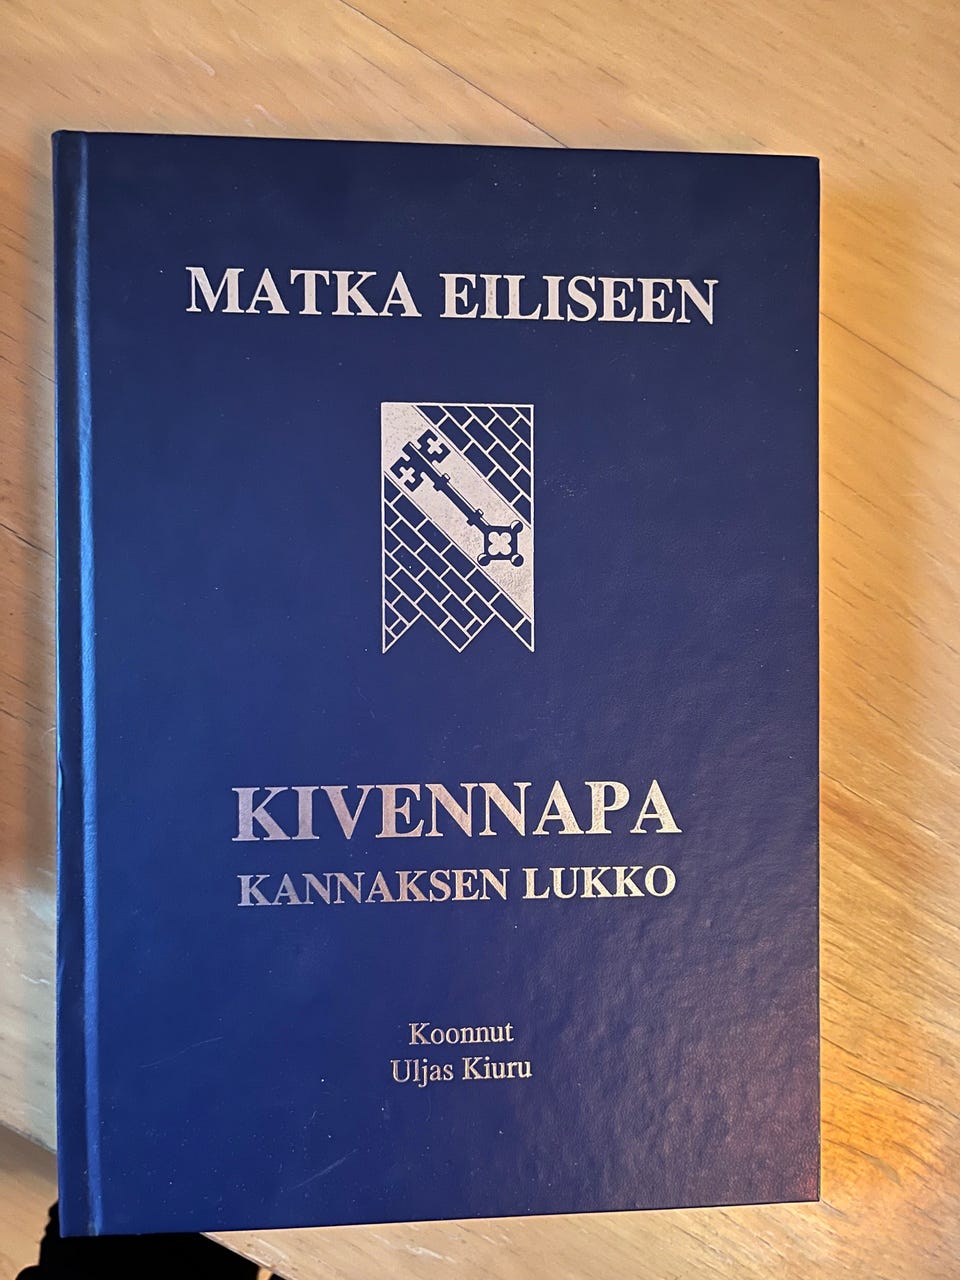 MATKA EILISEEN
KIVENNAPA
KANNAKSEN LUKKO
Koonnut
Uljas Kiuru